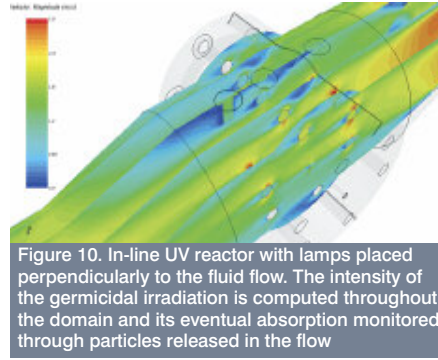 Figure 10. In-line UV reactor with lamps placed
perpendicularly to the fluid flow. The intensity of
the germicidal irradiation is computed throughout
the domain and its eventual absorption monitored
through particles released in the flow